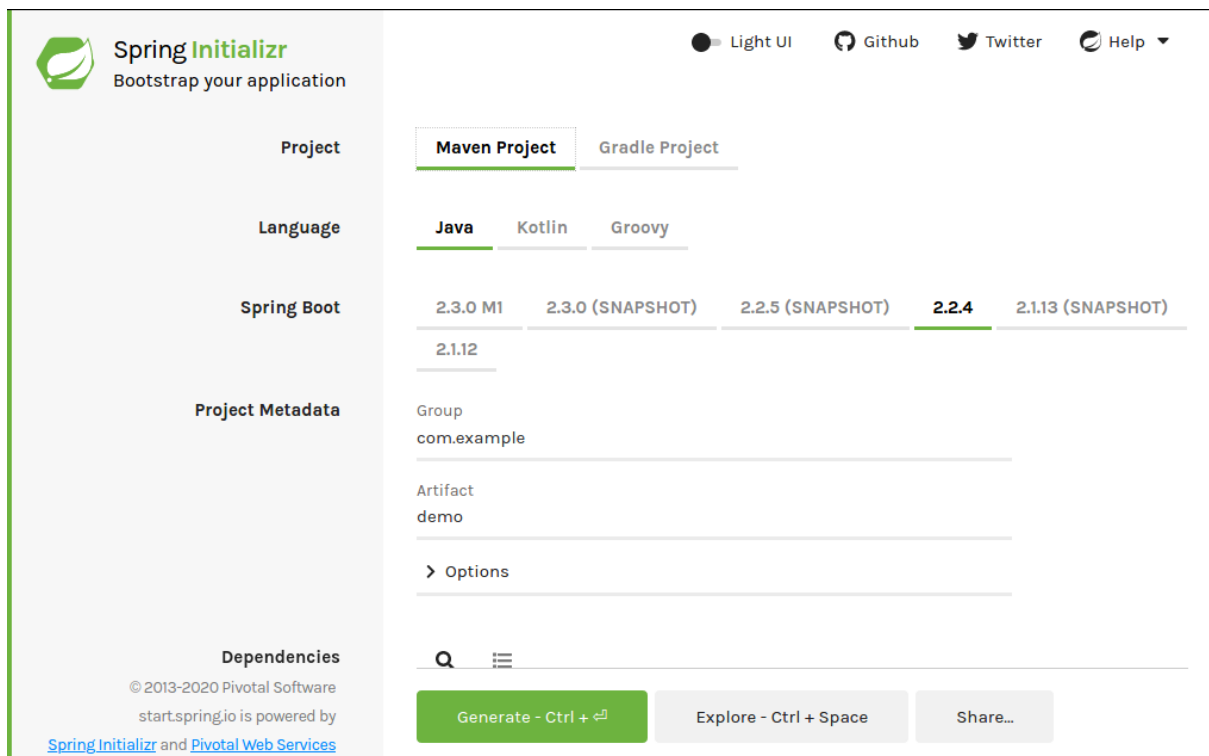 Spring Initializr
Bootstrap your application
Light UI
Github
Twitter
Help
Project
Maven Project
Gradle Project
Language
Java
Kotlin
Groovy
Spring Boot
2.3.0 M1
2.3.0 (SNAPSHOT)
2.2.5 (SNAPSHOT)
2.2.4
2.1.13 (SNAPSHOT)
2.1.12
Project Metadata
Group
com.example
Artifact
demo
Options
Dependencies
© 2013-2020 Pivotal Software
start.spring.io is powered by
Spring Initializr and Pivotal Web Services
Generate - Ctrl + ⏎
Explore - Ctrl + Space
Share...